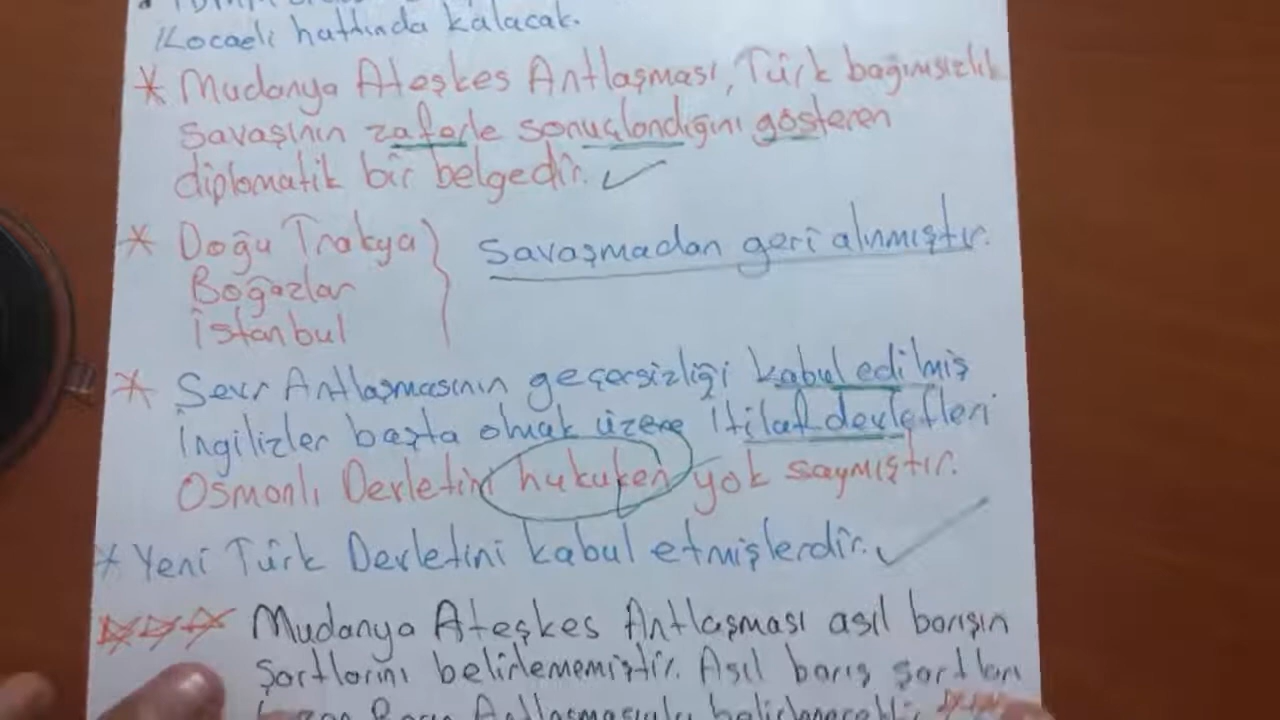 Kocaeli hattında kalacak.
* Mudanya Ateşkes Antlaşması, Türk bağımsızlık
savaşının zaferle sonuçlandığını gösteren
diplomatik bir belgedir. ✓
* Doğu Trakya } savaşmadan geri alınmıştır.
Boğazlar
İstanbul
* Sevr Antlaşmasının geçersizliği kabul edilmiş
İngilizler başta olmak üzere İtilaf devletleri
Osmanlı Devletini hukuken yok saymıştır.
* Yeni Türk Devletini kabul etmişlerdir. ✓
Mudanya Ateşkes Antlaşması asıl barışın
şartlarını belirlememiştir. Asıl barış şartları
Barış Antlaşmasıyla